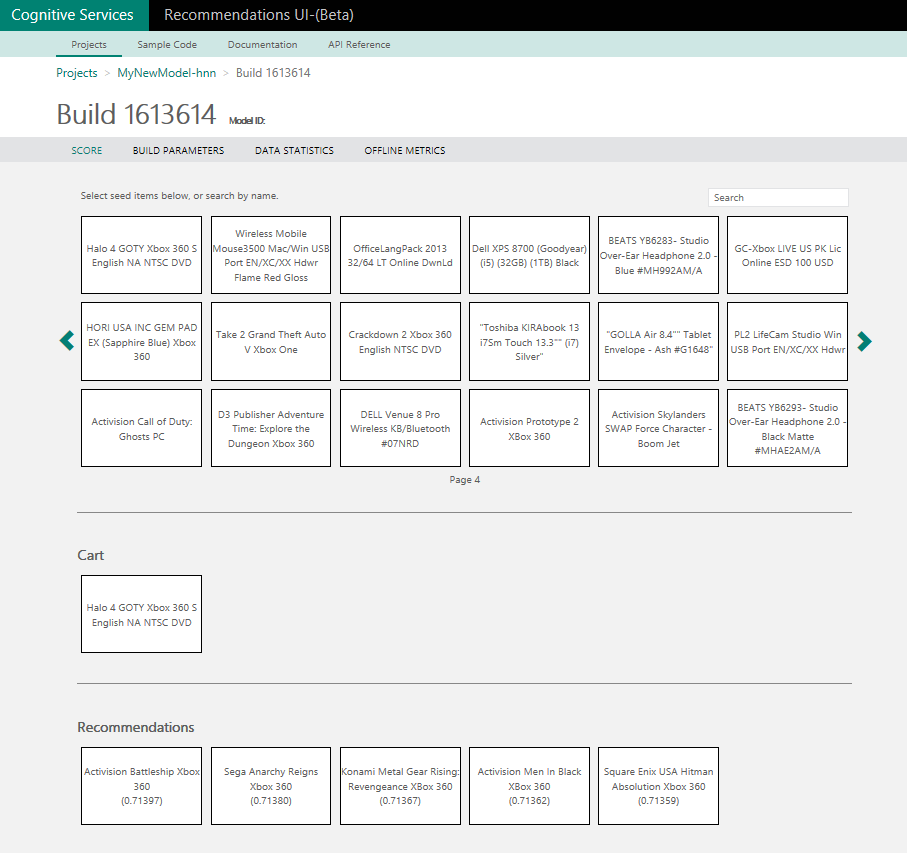 Cognitive Services
Recommendations UI-(Beta)
Projects
Sample Code
Documentation
API Reference
Projects > MyNewModel-hnn > Build 1613614
Build 1613614 Model ID:
SCORE
BUILD PARAMETERS
DATA STATISTICS
OFFLINE METRICS
Select seed items below, or search by name.
Search
Halo 4 GOTY Xbox 360 S
English NA NTSC DVD
Wireless Mobile
Mouse3500 Mac/Win USB
Port EN/XC/XX Hdwr
Flame Red Gloss
OfficeLangPack 2013
32/64 LT Online DwnLd
Dell XPS 8700 (Goodyear)
(i5) (32GB) (1TB) Black
BEATS YB6283- Studio
Over-Ear Headphone 2.0 -
Blue #MH992AM/A
GC-Xbox LIVE US PK Lic
Online ESD 100 USD
HORI USA INC GEM PAD
EX (Sapphire Blue) Xbox
360
Take 2 Grand Theft Auto
V Xbox One
Crackdown 2 Xbox 360
English NTSC DVD
"Toshiba KIRAbook 13
i7Sm Touch 13.3"" (i7)
Silver"
"GOLLA Air 8.4"" Tablet
Envelope - Ash #G1648"
PL2 LifeCam Studio Win
USB Port EN/XC/XX Hdwr
Activision Call of Duty:
Ghosts PC
D3 Publisher Adventure
Time: Explore the
Dungeon Xbox 360
DELL Venue 8 Pro
Wireless KB/Bluetooth
#07NRD
Activision Prototype 2
XBox 360
Activision Skylanders
SWAP Force Character -
Boom Jet
BEATS YB6293- Studio
Over-Ear Headphone 2.0 -
Black Matte
#MHAE2AM/A
Page 4
Cart
Halo 4 GOTY Xbox 360 S
English NA NTSC DVD
Recommendations
Activision Battleship Xbox
360
(0.71397)
Sega Anarchy Reigns
Xbox 360
(0.71380)
Konami Metal Gear Rising:
Revengeance XBox 360
(0.71367)
Activision Men In Black
XBox 360
(0.71362)
Square Enix USA Hitman
Absolution Xbox 360
(0.71359)